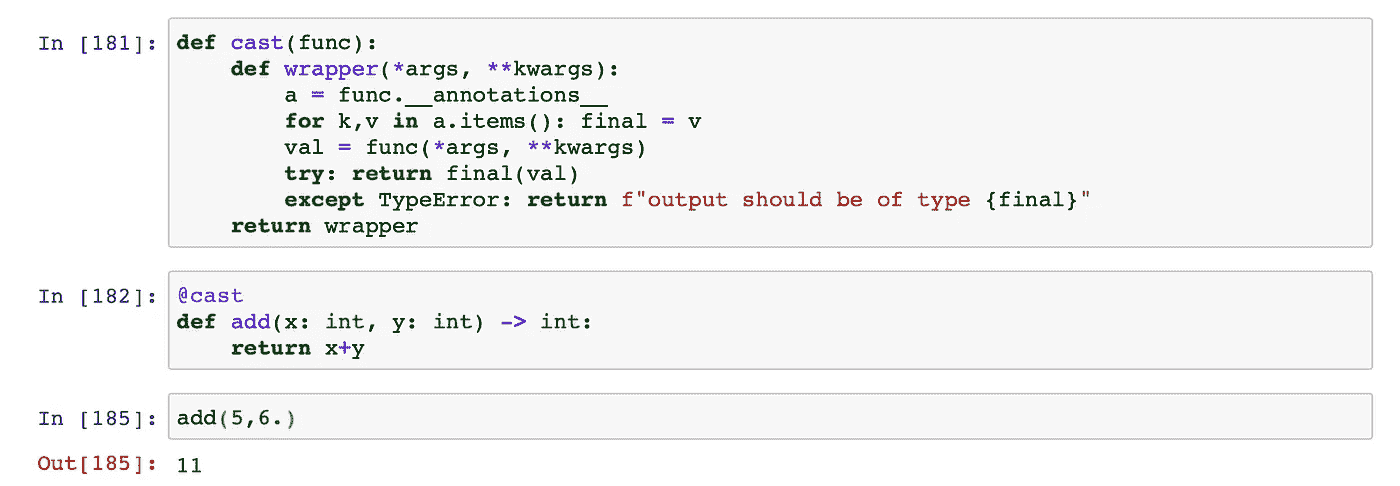 In [181]: def cast(func):
    def wrapper(*args, **kwargs):
        a = func.__annotations__
        for k,v in a.items(): final = v
        val = func(*args, **kwargs)
        try: return final(val)
        except TypeError: return f"output should be of type {final}"
    return wrapper
In [182]: @cast
def add(x: int, y: int) -> int:
    return x+y
In [185]: add(5,6.)
Out[185]: 11